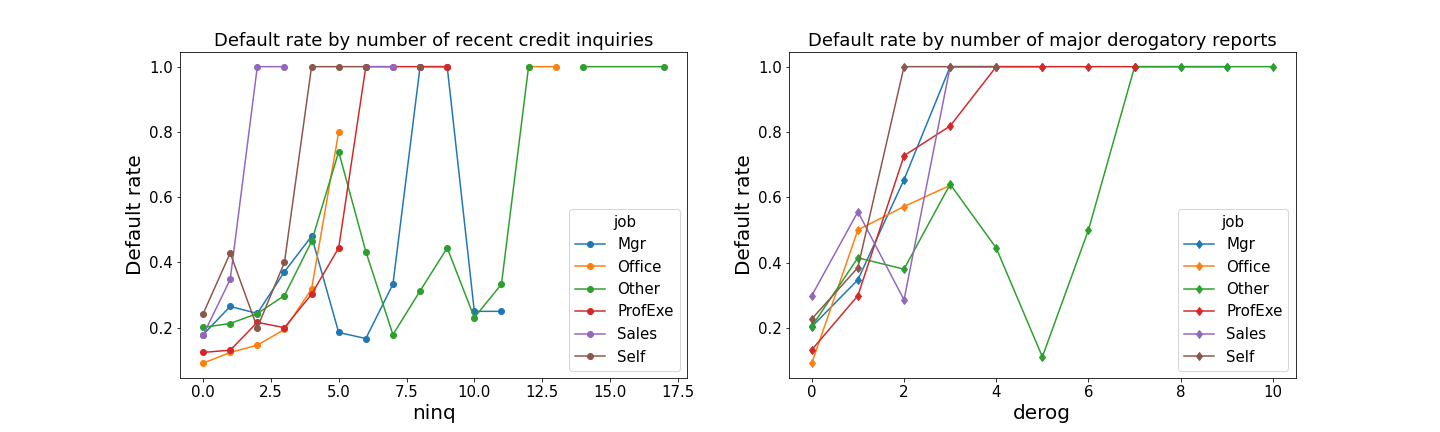 Default rate by number of recent credit inquiries
Default rate
1.0
0.8
0.6
0.4
0.2
0.0
2.5
5.0
7.5
10.0
12.5
15.0
17.5
ninq
job
Mgr
Office
Other
ProfExe
Sales
Self
Default rate by number of major derogatory reports
Default rate
1.0
0.8
0.6
0.4
0.2
0
2
4
6
8
10
derog
job
Mgr
Office
Other
ProfExe
Sales
Self